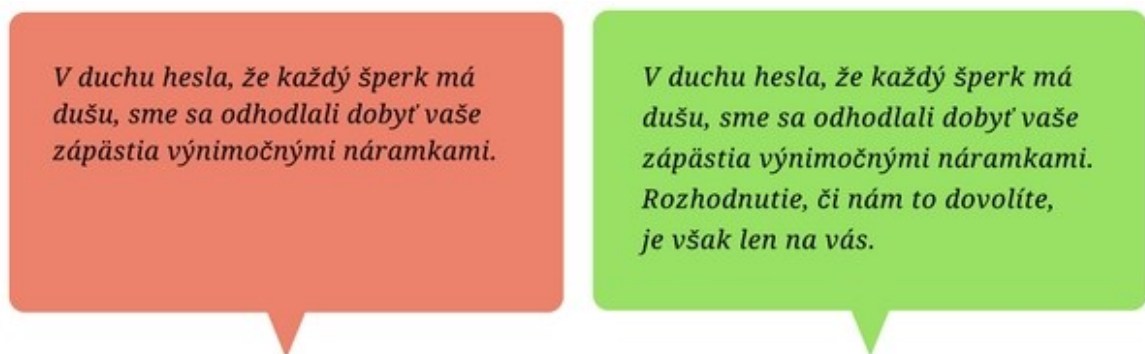 V duchu hesla, že každý šperk má
dušu, sme sa odhodlali dobyť vaše
zápästia výnimočnými náramkami.
V duchu hesla, že každý šperk má
dušu, sme sa odhodlali dobyť vaše
zápästia výnimočnými náramkami.
Rozhodnutie, či nám to dovolíte,
je však len na vás.